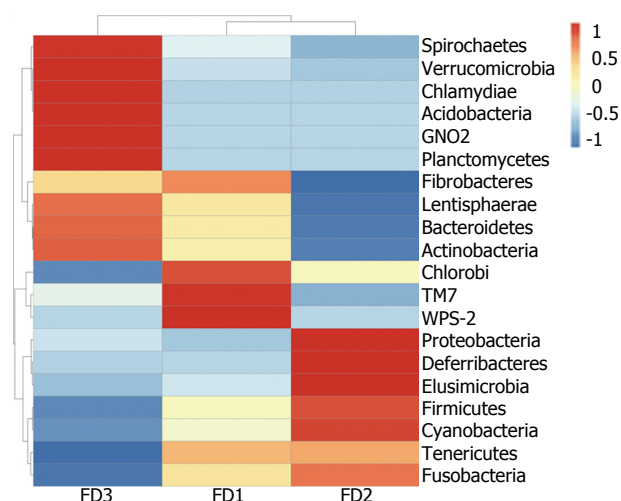 Spirochaetes
Verrucomicrobia
Chlamydiae
Acidobacteria
GNO2
Planctomycetes
Fibrobacteres
Lentisphaerae
Bacteroidetes
Actinobacteria
Chlorobi
TM7
WPS-2
Proteobacteria
Deferribacteres
Elusimicrobia
Firmicutes
Cyanobacteria
Tenericutes
Fusobacteria
FD3 FD1 FD2
1
0.5
0
-0.5
-1